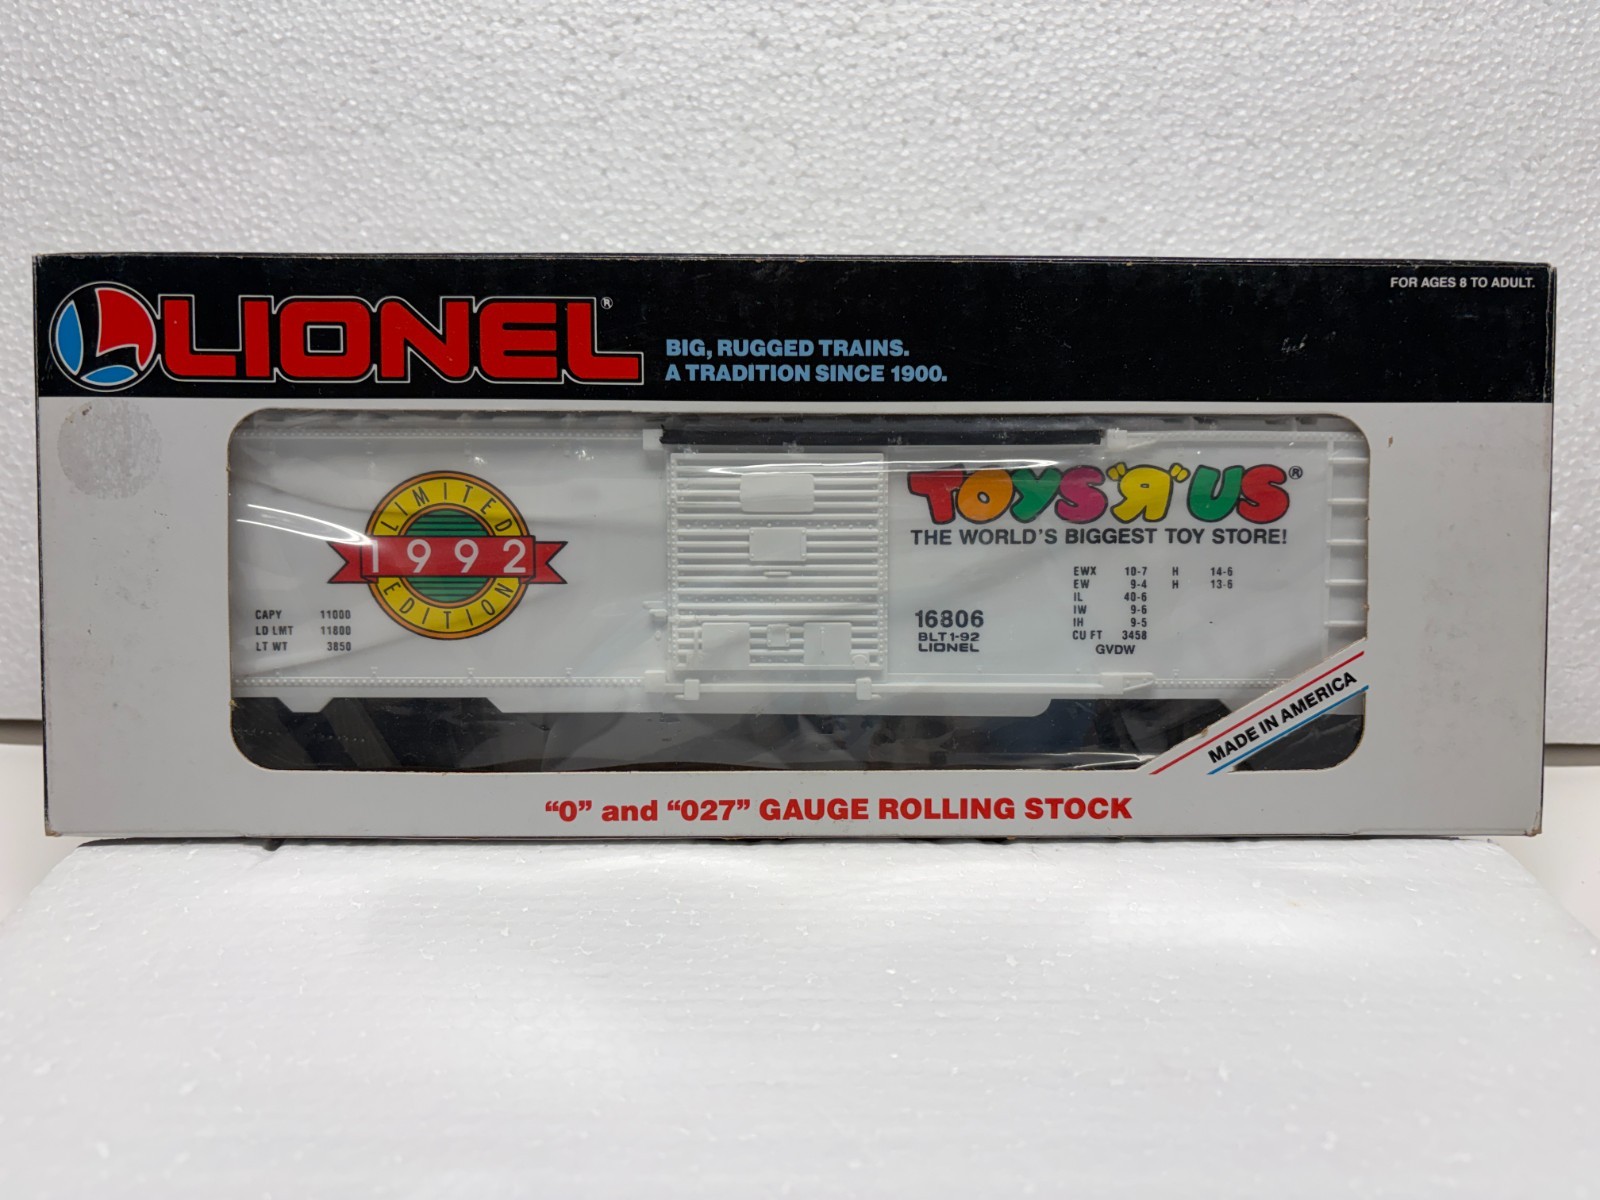 LIONEL®
BIG, RUGGED TRAINS.
A TRADITION SINCE 1900.
FOR AGES 8 TO ADULT.
LIMITED
1992
EDITION
CAPY 11000
LD LMT 11800
LT WT 3850
TOYS "Я" US®
THE WORLD'S BIGGEST TOY STORE!
16806
BLT 1-92
LIONEL
EWX 10-7 H 14-6
EW 9-4 H 13-6
IL 40-6
IW 9-6
IH 9-5
CU FT 3458
GVDW
MADE IN AMERICA
“O” and “027” GAUGE ROLLING STOCK